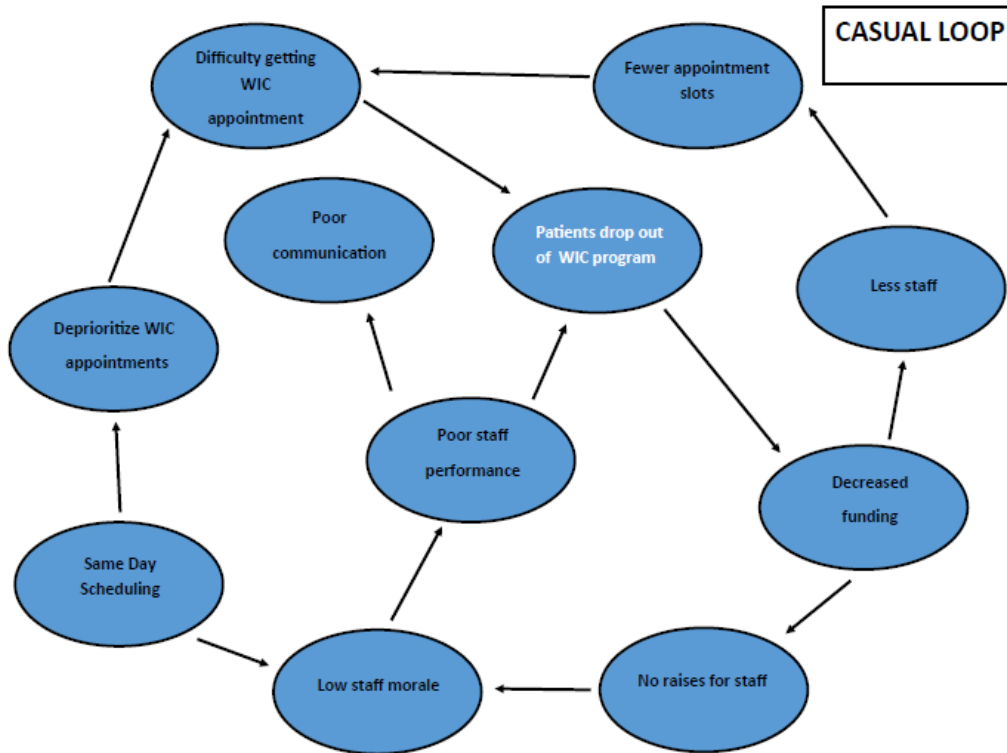 CASUAL LOOP
Difficulty getting
WIC
appointment
Fewer appointment
slots
Poor
communication
Patients drop out
of WIC program
Less staff
Deprioritize WIC
appointments
Poor staff
performance
Decreased
funding
Same Day
Scheduling
Low staff morale
No raises for staff